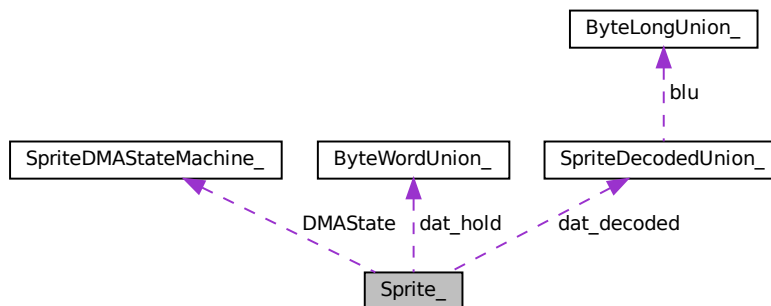 ByteLongUnion_
blu
SpriteDMAStateMachine_
ByteWordUnion_
SpriteDecodedUnion_
DMAState
dat_hold
dat_decoded
Sprite_